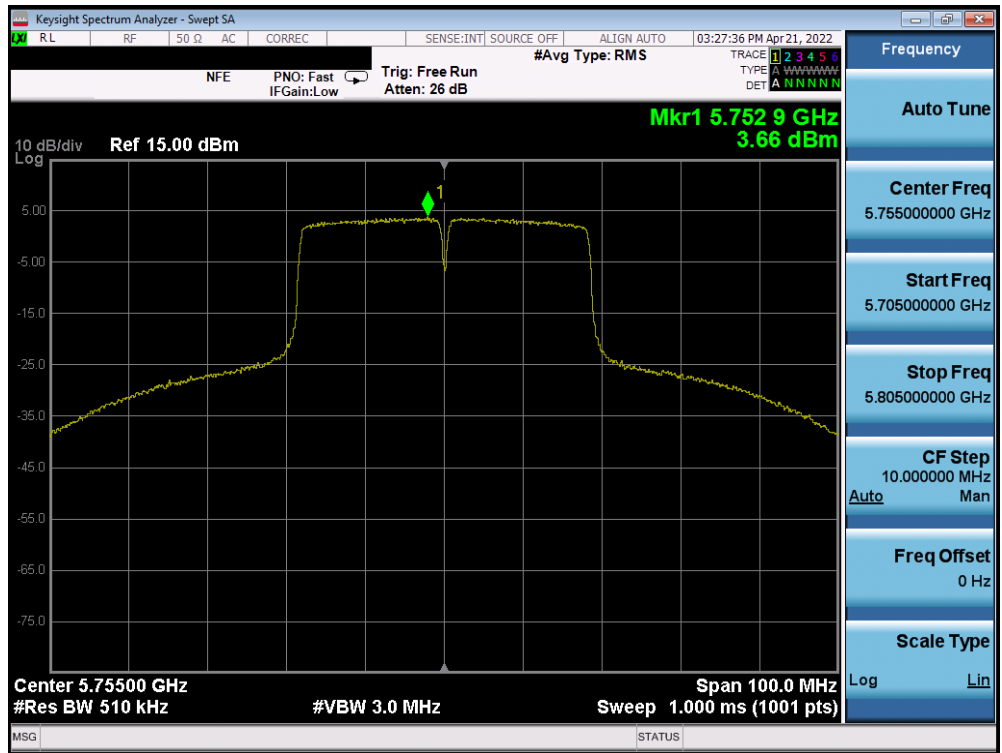 Keysight Spectrum Analyzer - Swept SA
LXI RL RF 50 Ω AC CORREC SENSE:INT SOURCE OFF ALIGN AUTO 03:27:36 PM Apr 21, 2022
#Avg Type: RMS
TRACE 1 2 3 4 5 6
NFE PNO: Fast Trig: Free Run TYPE A WWWWW
IFGain:Low Atten: 26 dB DET A N N N N N
Mkr1 5.752 9 GHz
3.66 dBm
10 dB/div Ref 15.00 dBm
Log
1
5.00
-5.00
-15.0
-25.0
-35.0
-45.0
-55.0
-65.0
-75.0
Center 5.75500 GHz Span 100.0 MHz
#Res BW 510 kHz #VBW 3.0 MHz Sweep 1.000 ms (1001 pts)
MSG STATUS
Frequency
Auto Tune
Center Freq
5.755000000 GHz
Start Freq
5.705000000 GHz
Stop Freq
5.805000000 GHz
CF Step
10.000000 MHz
Auto Man
Freq Offset
0 Hz
Scale Type
Log Lin